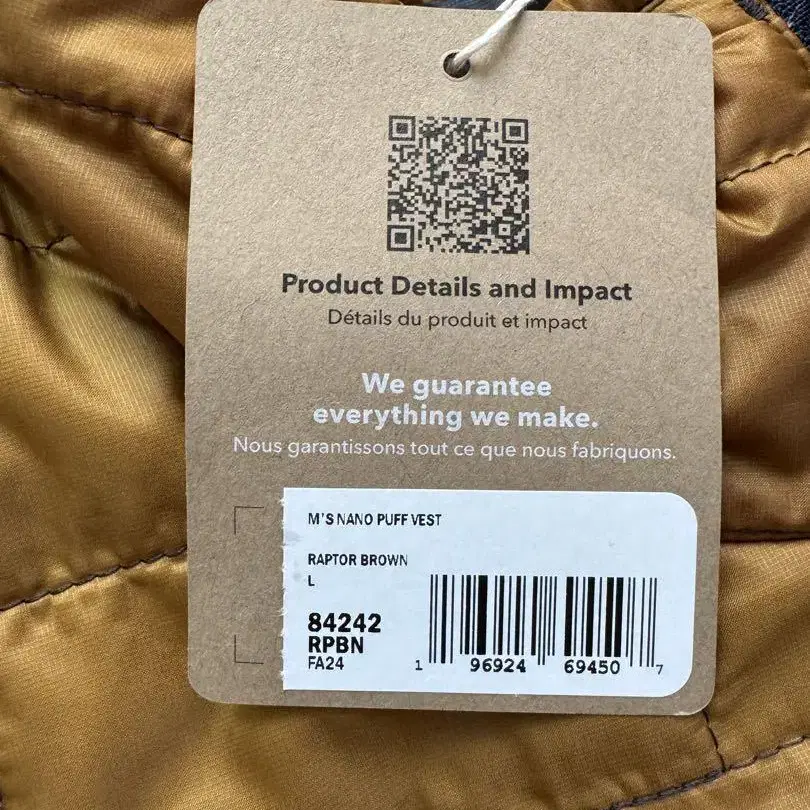 Product Details and Impact
Détails du produit et impact
We guarantee
everything we make.
Nous garantissons tout ce que nous fabriquons.
M'S NANO PUFF VEST
RAPTOR BROWN
L
84242
RPBN
FA24
1 96924 69450 7